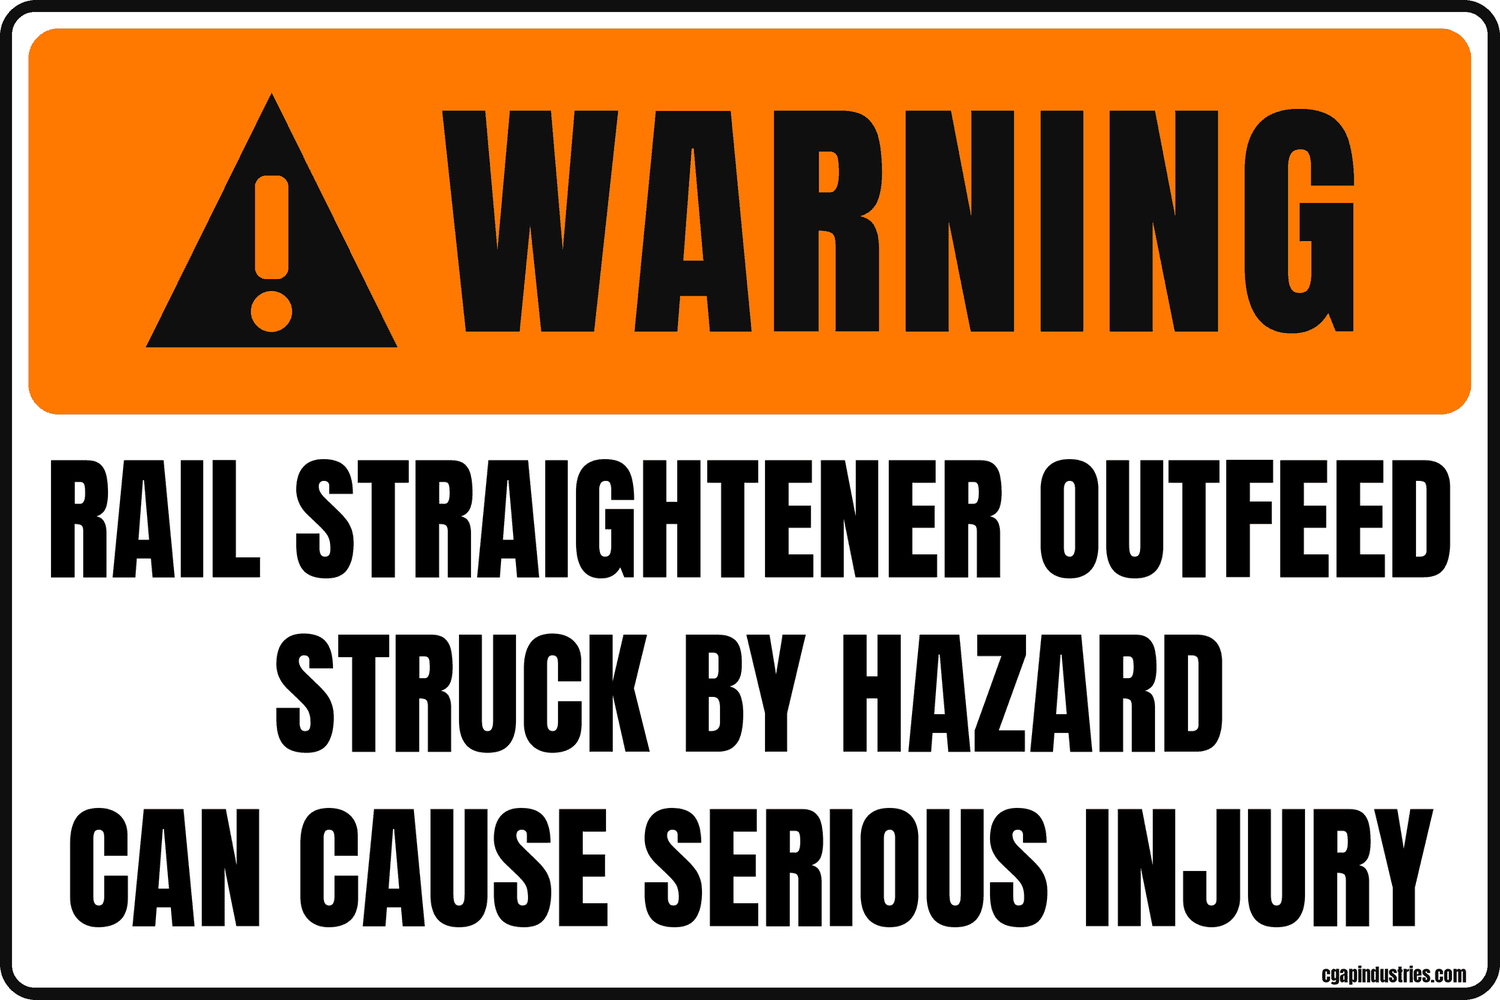 WARNING
RAIL STRAIGHTENER OUTFEED
STRUCK BY HAZARD
CAN CAUSE SERIOUS INJURY
cgapindustries.com